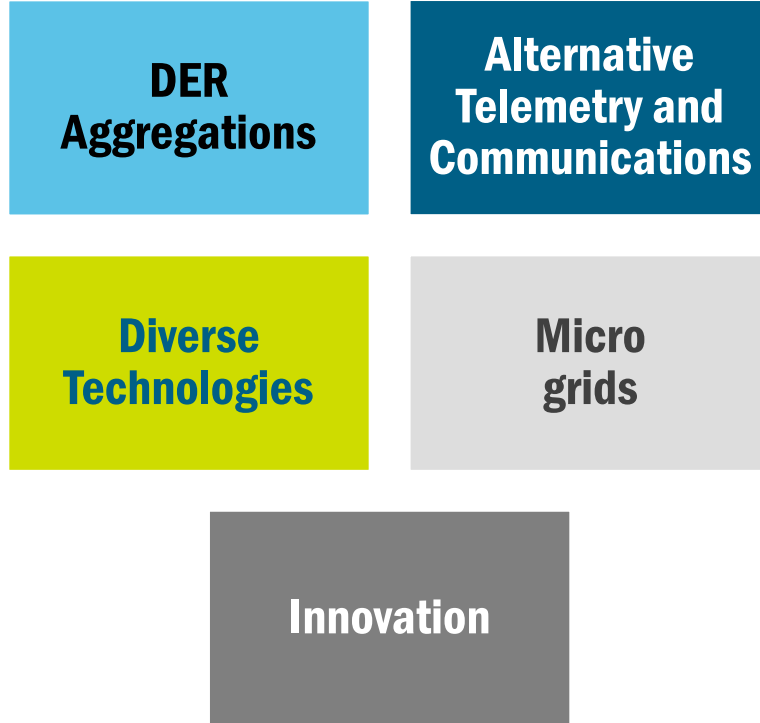 DER
Aggregations
Alternative
Telemetry and
Communications
Diverse
Technologies
Micro
grids
Innovation